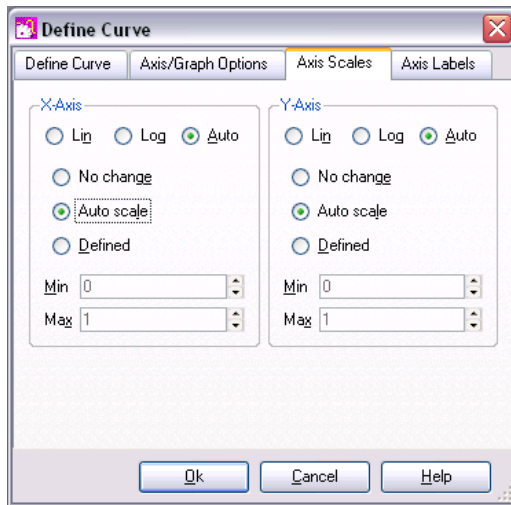 Define Curve
Define Curve Axis/Graph Options Axis Scales Axis Labels
X-Axis
Lin Log Auto
No change
Auto scale
Defined
Min 0
Max 1
Y-Axis
Lin Log Auto
No change
Auto scale
Defined
Min 0
Max 1
Ok Cancel Help